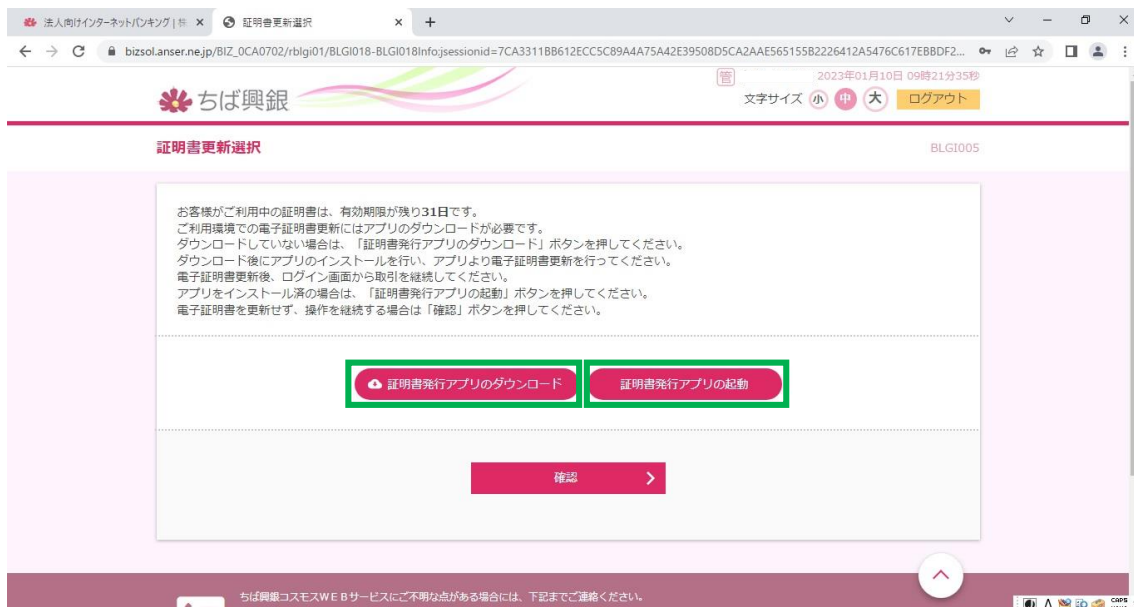 法人向けインターネットバンキング | 株
証明書更新選択
bizsol.anser.ne.jp/BIZ_0CA0702/rblgi01/BLGI018-BLGI018Info;jsessionid=7CA3311BB612ECC5C89A4A75A42E39508D5CA2AAE565155B2226412A5476C617EBBDF2...
ちば興銀
管
2023年01月10日 09時21分35秒
文字サイズ 小 中 大 ログアウト
証明書更新選択
BLGI005
お客様がご利用中の証明書は、有効期限が残り31日です。
ご利用環境での電子証明書更新にはアプリのダウンロードが必要です。
ダウンロードしていない場合は、「証明書発行アプリのダウンロード」ボタンを押してください。
ダウンロード後にアプリのインストールを行い、アプリより電子証明書更新を行ってください。
電子証明書更新後、ログイン画面から取引を継続してください。
アプリをインストール済の場合は、「証明書発行アプリの起動」ボタンを押してください。
電子証明書を更新せず、操作を継続する場合は「確認」ボタンを押してください。
証明書発行アプリのダウンロード
証明書発行アプリの起動
確認
ちば興銀コスモスWEBサービスにご不明な点がある場合には、下記までご連絡ください。
A
CAPS